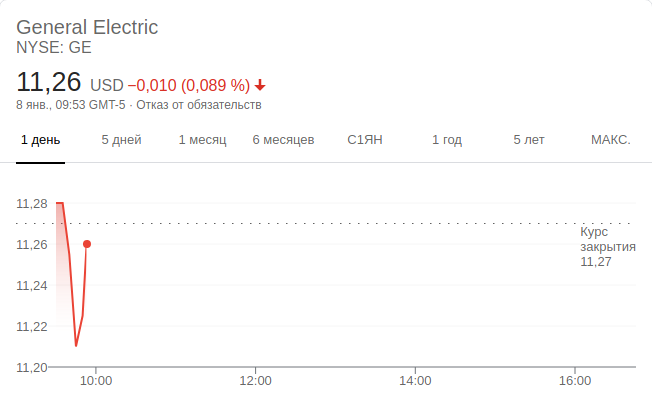 General Electric
NYSE: GE
11,26 USD −0,010 (0,089 %)
8 янв., 09:53 GMT-5 · Отказ от обязательств
1 день 5 дней 1 месяц 6 месяцев С1ЯН 1 год 5 лет МАКС.
11,28
Курс
закрытия
11,27
11,26
11,24
11,22
11,20
10:00 12:00 14:00 16:00